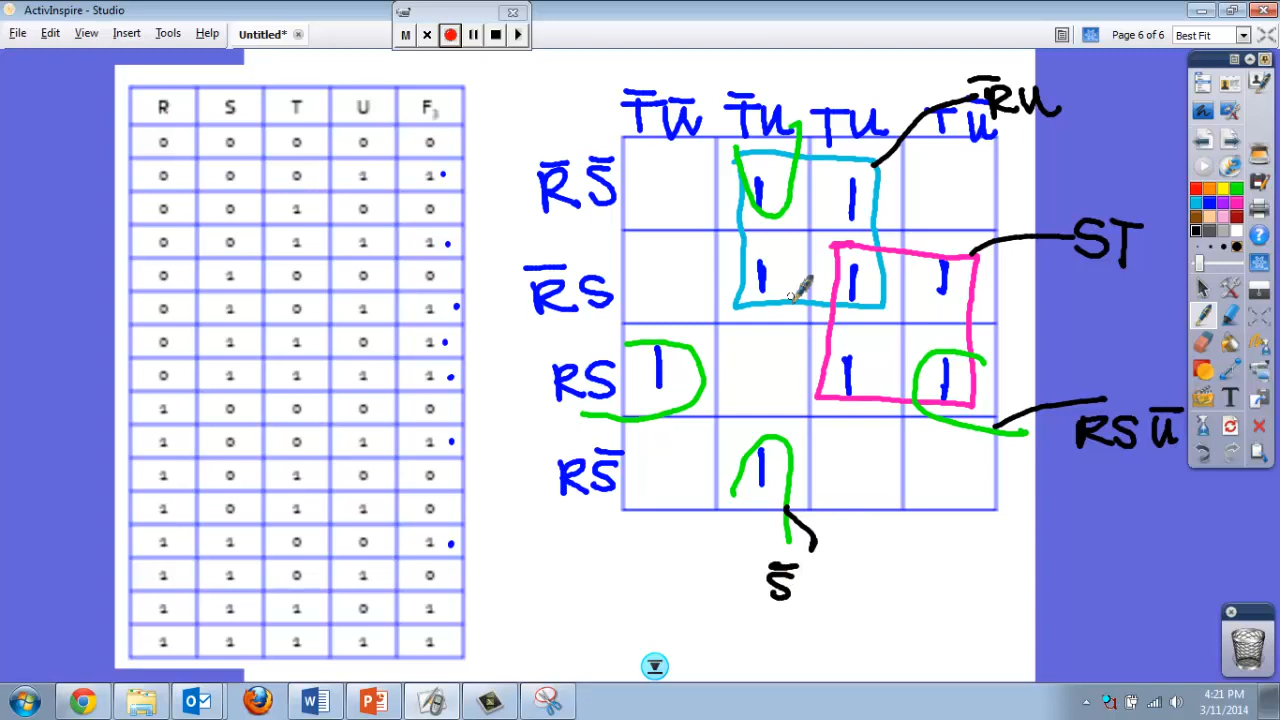 ActivInspire - Studio
File Edit View Insert Tools Help Untitled*
M
Page 6 of 6 Best Fit
R S T U F3
0 0 0 0 0
0 0 0 1 1
0 0 1 0 0
0 0 1 1 1
0 1 0 0 0
0 1 0 1 1
0 1 1 0 1
0 1 1 1 1
1 0 0 0 0
1 0 0 1 1
1 0 1 0 0
1 0 1 1 0
1 1 0 0 1
1 1 0 1 0
1 1 1 0 1
1 1 1 1 1
T̅U̅ T̅U TU TU̅
R̅U
R̅S̅ 1 1
ST
R̅S 1 1 1
RS 1 1 1
RSU̅
RS̅ 1
S̅
4:21 PM
3/11/2014